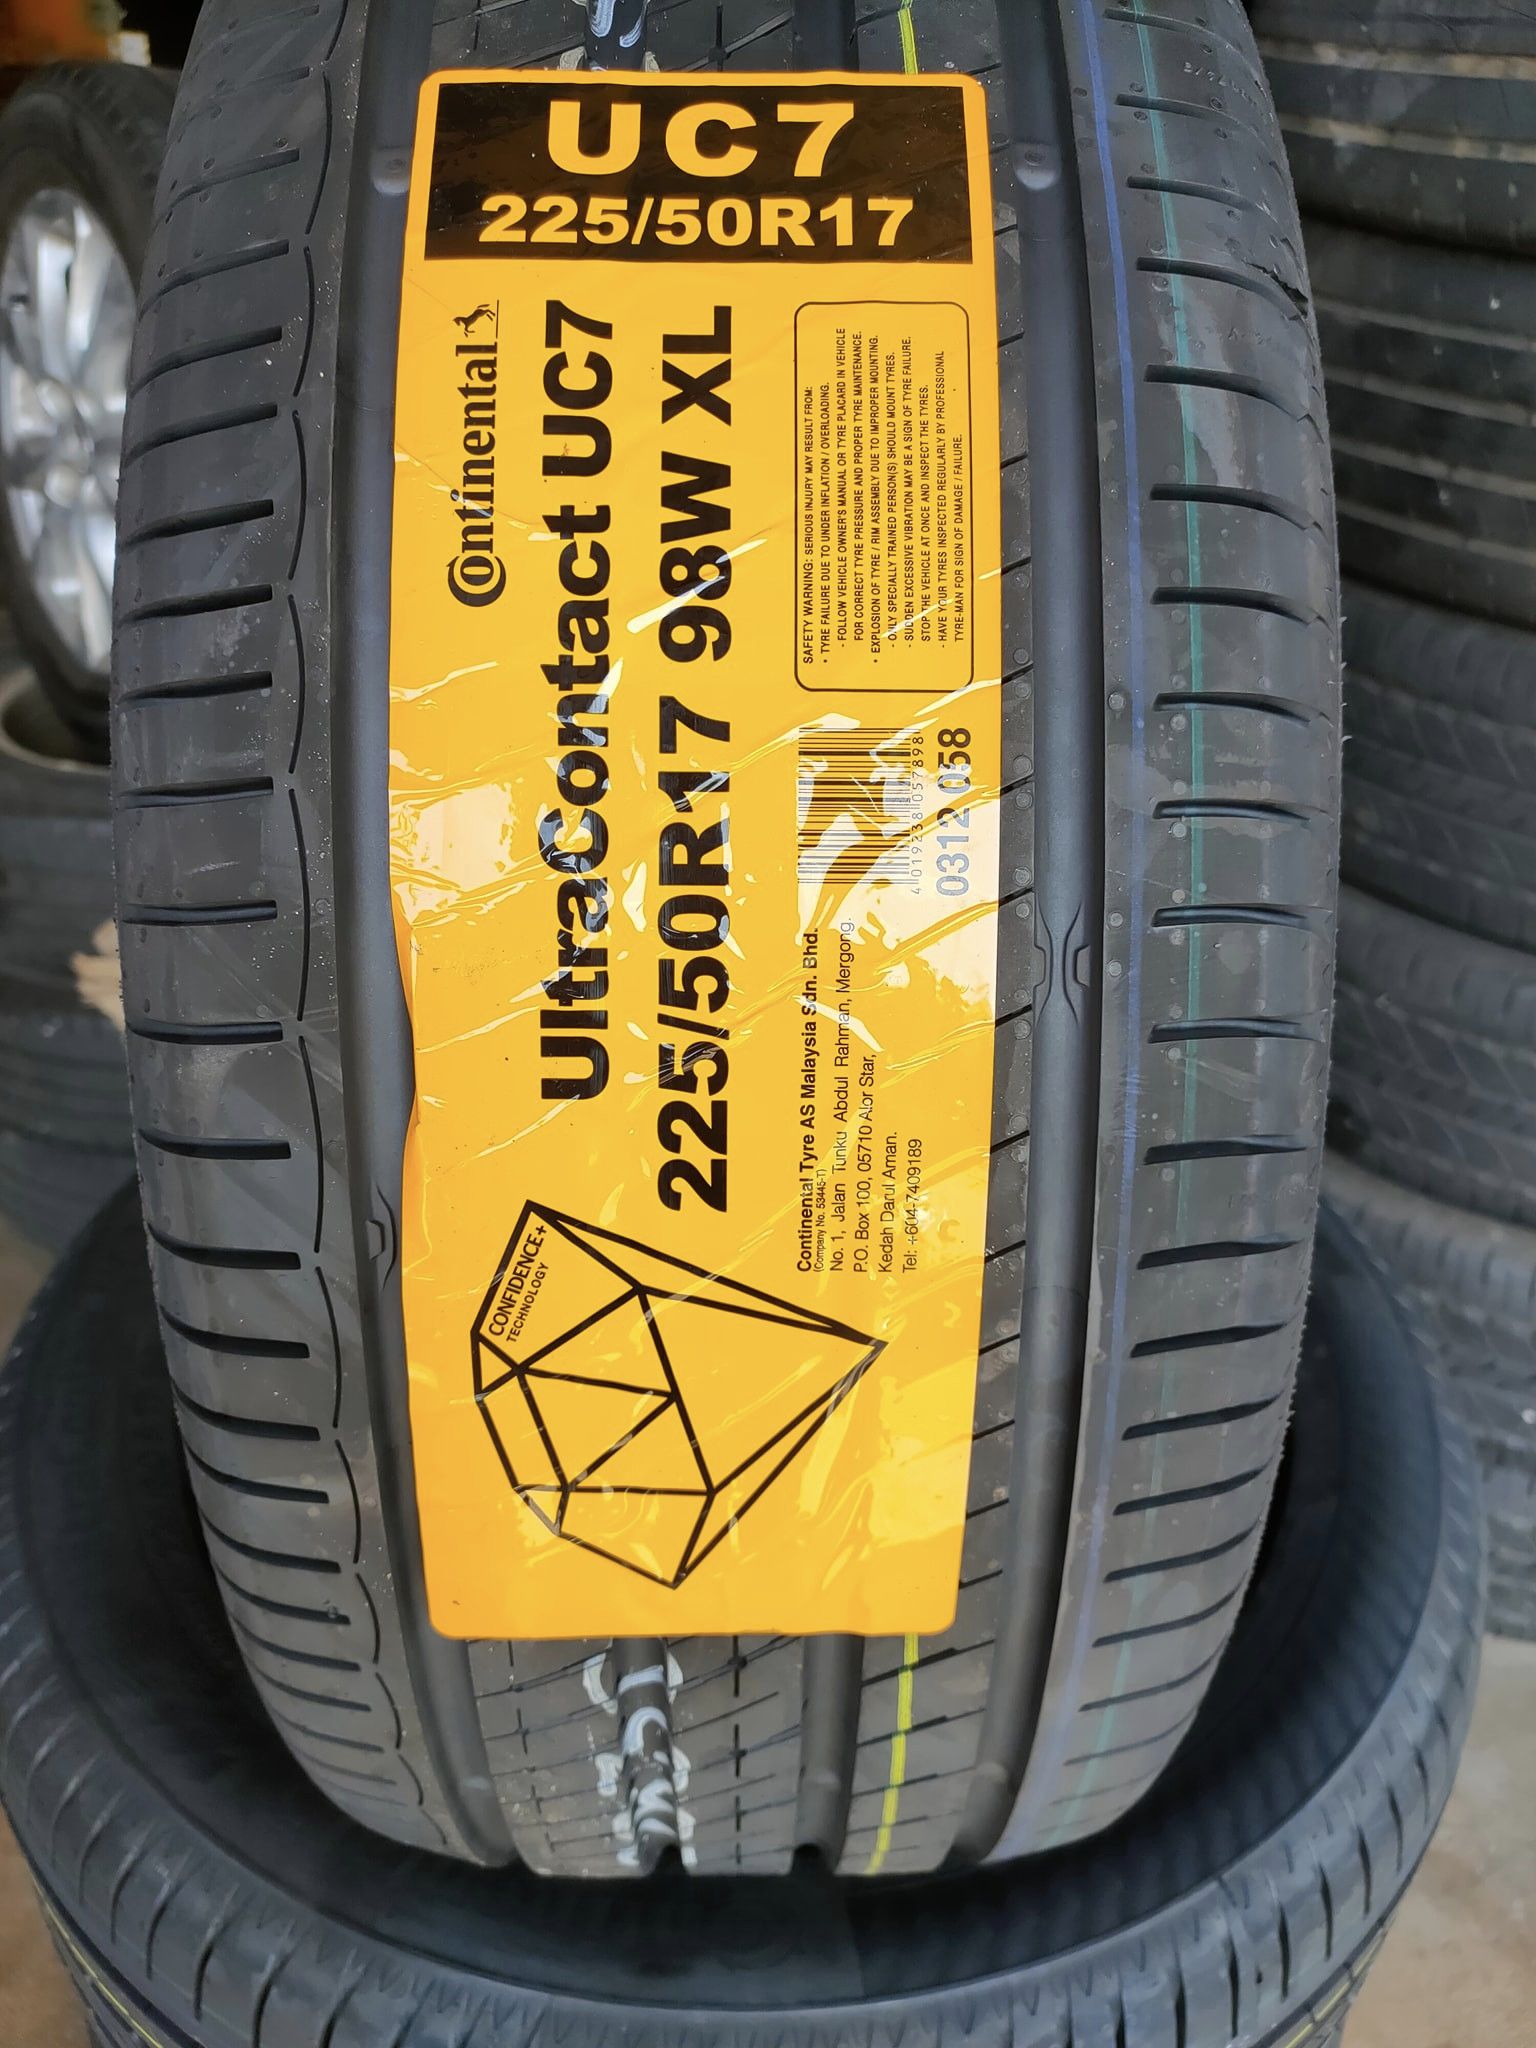 UC7
225/50R17
Continental
UltraContact UC7
225/50R17 98W XL
SAFETY WARNING: SERIOUS INJURY MAY RESULT FROM:
• TYRE FAILURE DUE TO UNDER INFLATION / OVERLOADING.
- FOLLOW VEHICLE OWNER'S MANUAL OR TYRE PLACARD IN VEHICLE
FOR CORRECT TYRE PRESSURE AND PROPER TYRE MAINTENANCE.
• EXPLOSION OF TYRE / RIM ASSEMBLY DUE TO IMPROPER MOUNTING.
- ONLY SPECIALLY TRAINED PERSON(S) SHOULD MOUNT TYRES.
- SUDDEN EXCESSIVE VIBRATION MAY BE A SIGN OF TYRE FAILURE.
STOP THE VEHICLE AT ONCE AND INSPECT THE TYRES.
- HAVE YOUR TYRES INSPECTED REGULARLY BY PROFESSIONAL
TYRE-MAN FOR SIGN OF DAMAGE / FAILURE.
4 019238 057898
0312 058
Continental Tyre AS Malaysia Sdn. Bhd.
(Company No. 53445-T)
No. 1, Jalan Tunku Abdul Rahman, Mergong.
P.O. Box 100, 05710 Alor Star,
Kedah Darul Aman.
Tel: +604-7409189
CONFIDENCE+
TECHNOLOGY